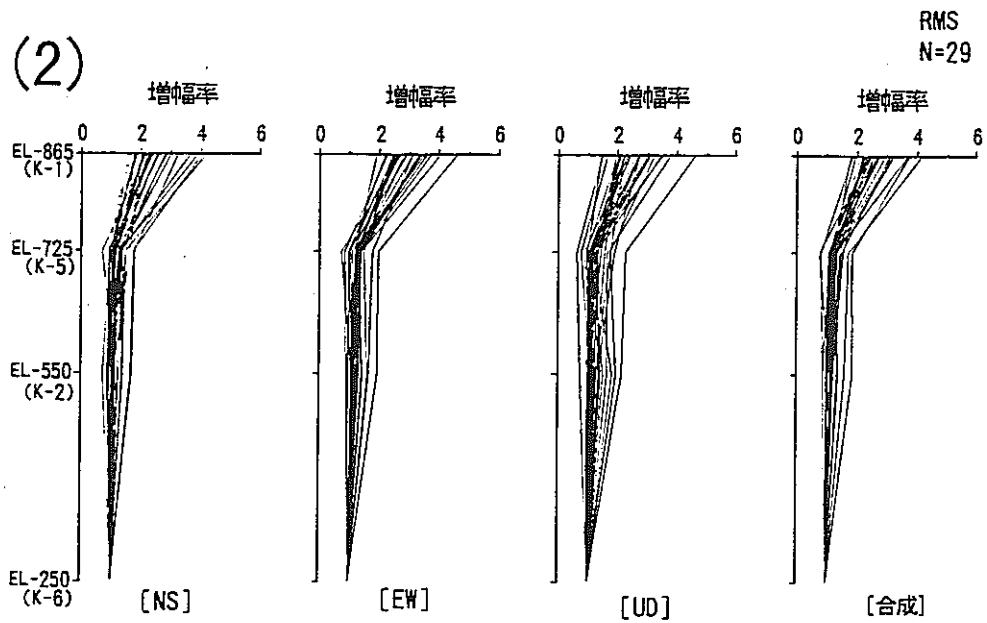 (2)
RMS
N=29
増幅率 増幅率 増幅率 増幅率
0 2 4 6 0 2 4 6 0 2 4 6 0 2 4 6
EL-865
(K-1)
EL-725
(K-5)
EL-550
(K-2)
EL-250
(K-6)
[NS] [EW] [UD] [合成]